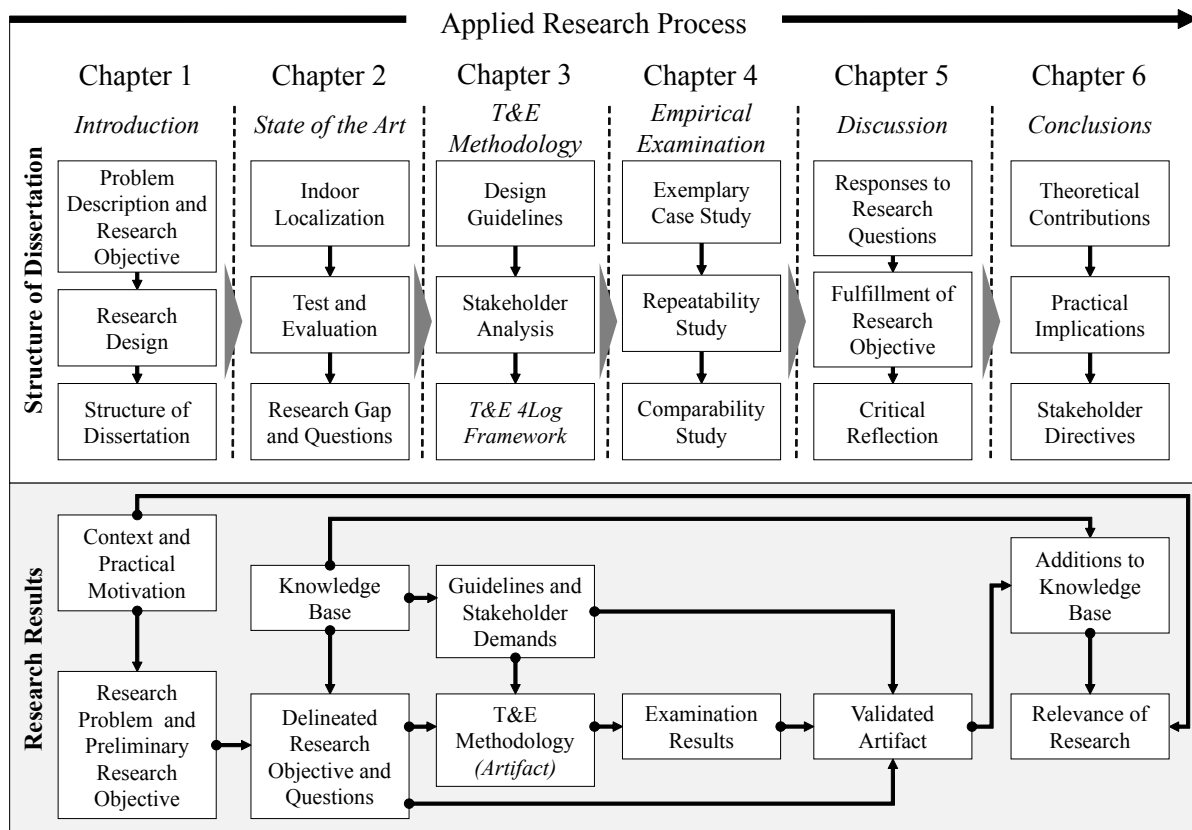 Applied Research Process
Structure of Dissertation
Chapter 1
Introduction
Problem
Description and
Research
Objective
Research
Design
Structure of
Dissertation
Chapter 2
State of the Art
Indoor
Localization
Test and
Evaluation
Research Gap
and Questions
Chapter 3
T&E
Methodology
Design
Guidelines
Stakeholder
Analysis
T&E 4Log
Framework
Chapter 4
Empirical
Examination
Exemplary
Case Study
Repeatability
Study
Comparability
Study
Chapter 5
Discussion
Responses to
Research
Questions
Fulfillment of
Research
Objective
Critical
Reflection
Chapter 6
Conclusions
Theoretical
Contributions
Practical
Implications
Stakeholder
Directives
Research Results
Context and
Practical
Motivation
Research
Problem and
Preliminary
Research
Objective
Knowledge
Base
Delineated
Research
Objective and
Questions
Guidelines and
Stakeholder
Demands
T&E
Methodology
(Artifact)
Examination
Results
Validated
Artifact
Additions to
Knowledge
Base
Relevance of
Research